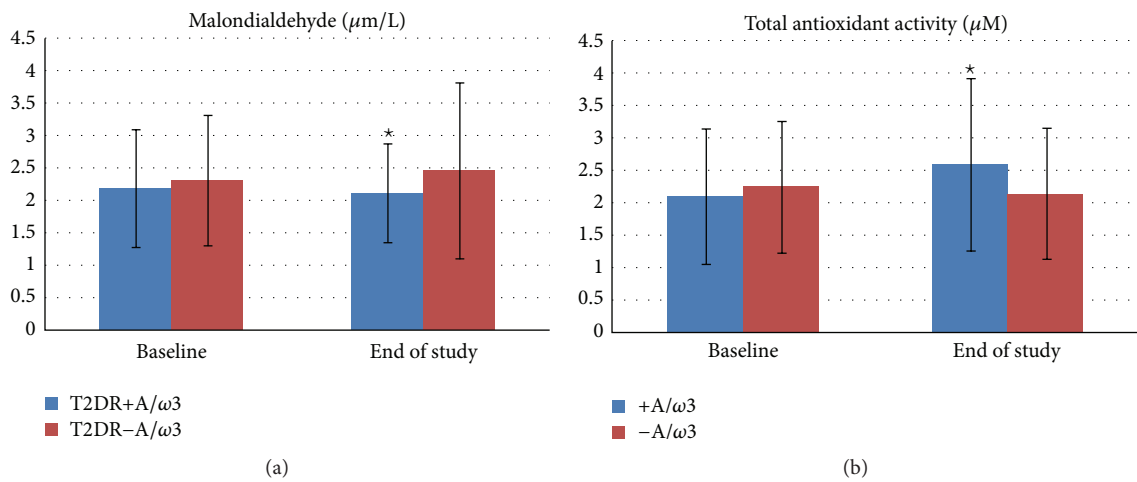 Malondialdehyde (μm/L)
4.5
4
3.5
3
2.5
2
1.5
1
0.5
0
*
Baseline
End of study
T2DR+A/ω3
T2DR−A/ω3
(a)
Total antioxidant activity (μM)
4.5
4
3.5
3
2.5
2
1.5
1
0.5
0
*
Baseline
End of study
+A/ω3
−A/ω3
(b)